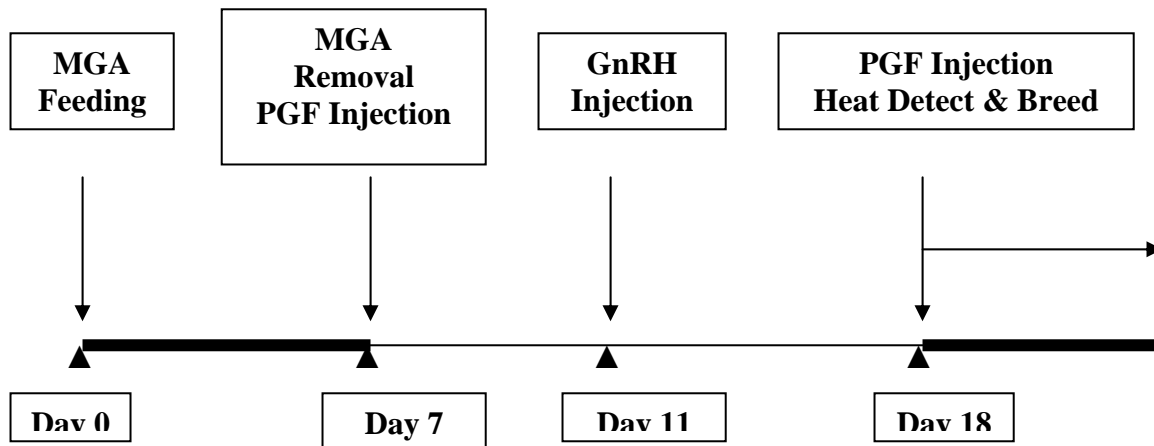 MGA
Feeding
MGA
Removal
PGF Injection
GnRH
Injection
PGF Injection
Heat Detect & Breed
Day 0
Day 7
Day 11
Day 18